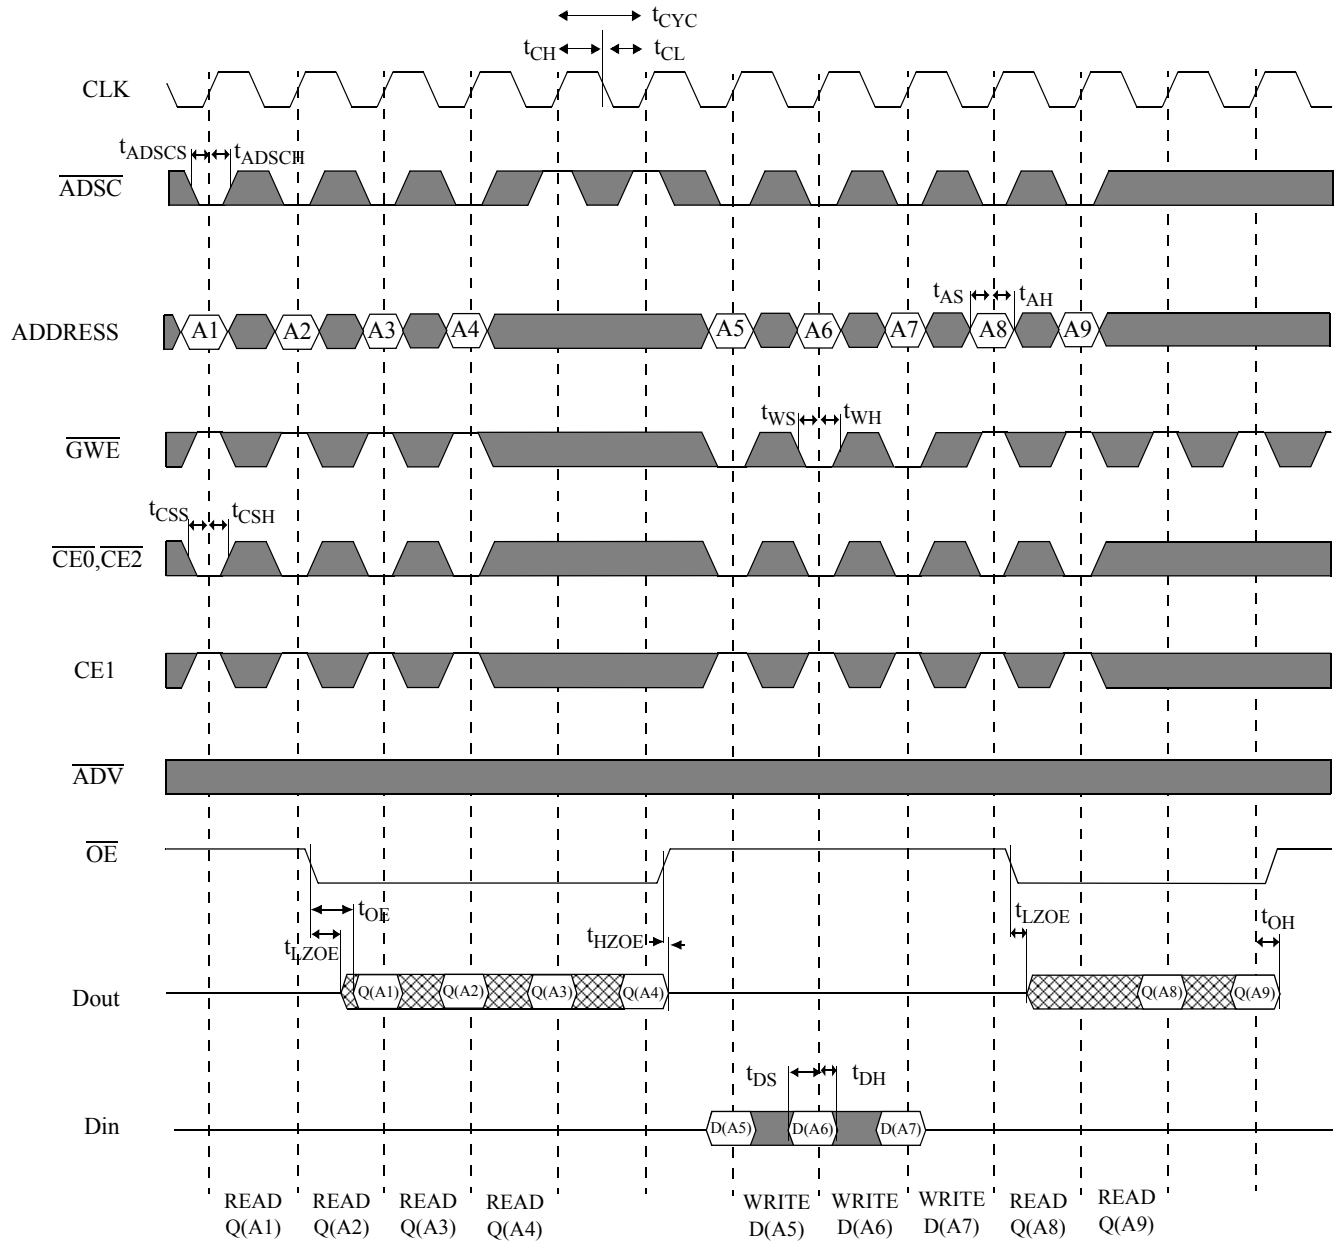 tCYC
tCH
tCL
CLK
tADSCS
tADSCH
ADSC
tAS
tAH
ADDRESS
A1
A2
A3
A4
A5
A6
A7
A8
A9
tWS
tWH
GWE
tCSS
tCSH
CE0,CE2
CE1
ADV
OE
tOE
tLZOE
tHZOE
tLZOE
tOH
Dout
Q(A1)
Q(A2)
Q(A3)
Q(A4)
Q(A8)
Q(A9)
tDS
tDH
Din
D(A5)
D(A6)
D(A7)
READ
Q(A1)
READ
Q(A2)
READ
Q(A3)
READ
Q(A4)
WRITE
D(A5)
WRITE
D(A6)
WRITE
D(A7)
READ
Q(A8)
READ
Q(A9)